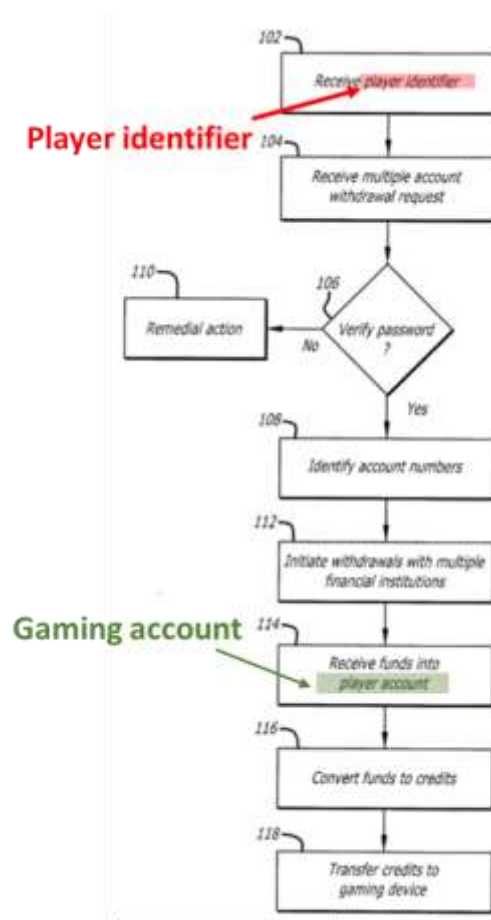 102
Receive player identifier
Player identifier
104
Receive multiple account
withdrawal request
110
106
Remedial action
Verify password
?
No
Yes
108
Identify account numbers
112
Initiate withdrawals with multiple
financial institutions
Gaming account
114
Receive funds into
player account
116
Convert funds to credits
118
Transfer credits to
gaming device